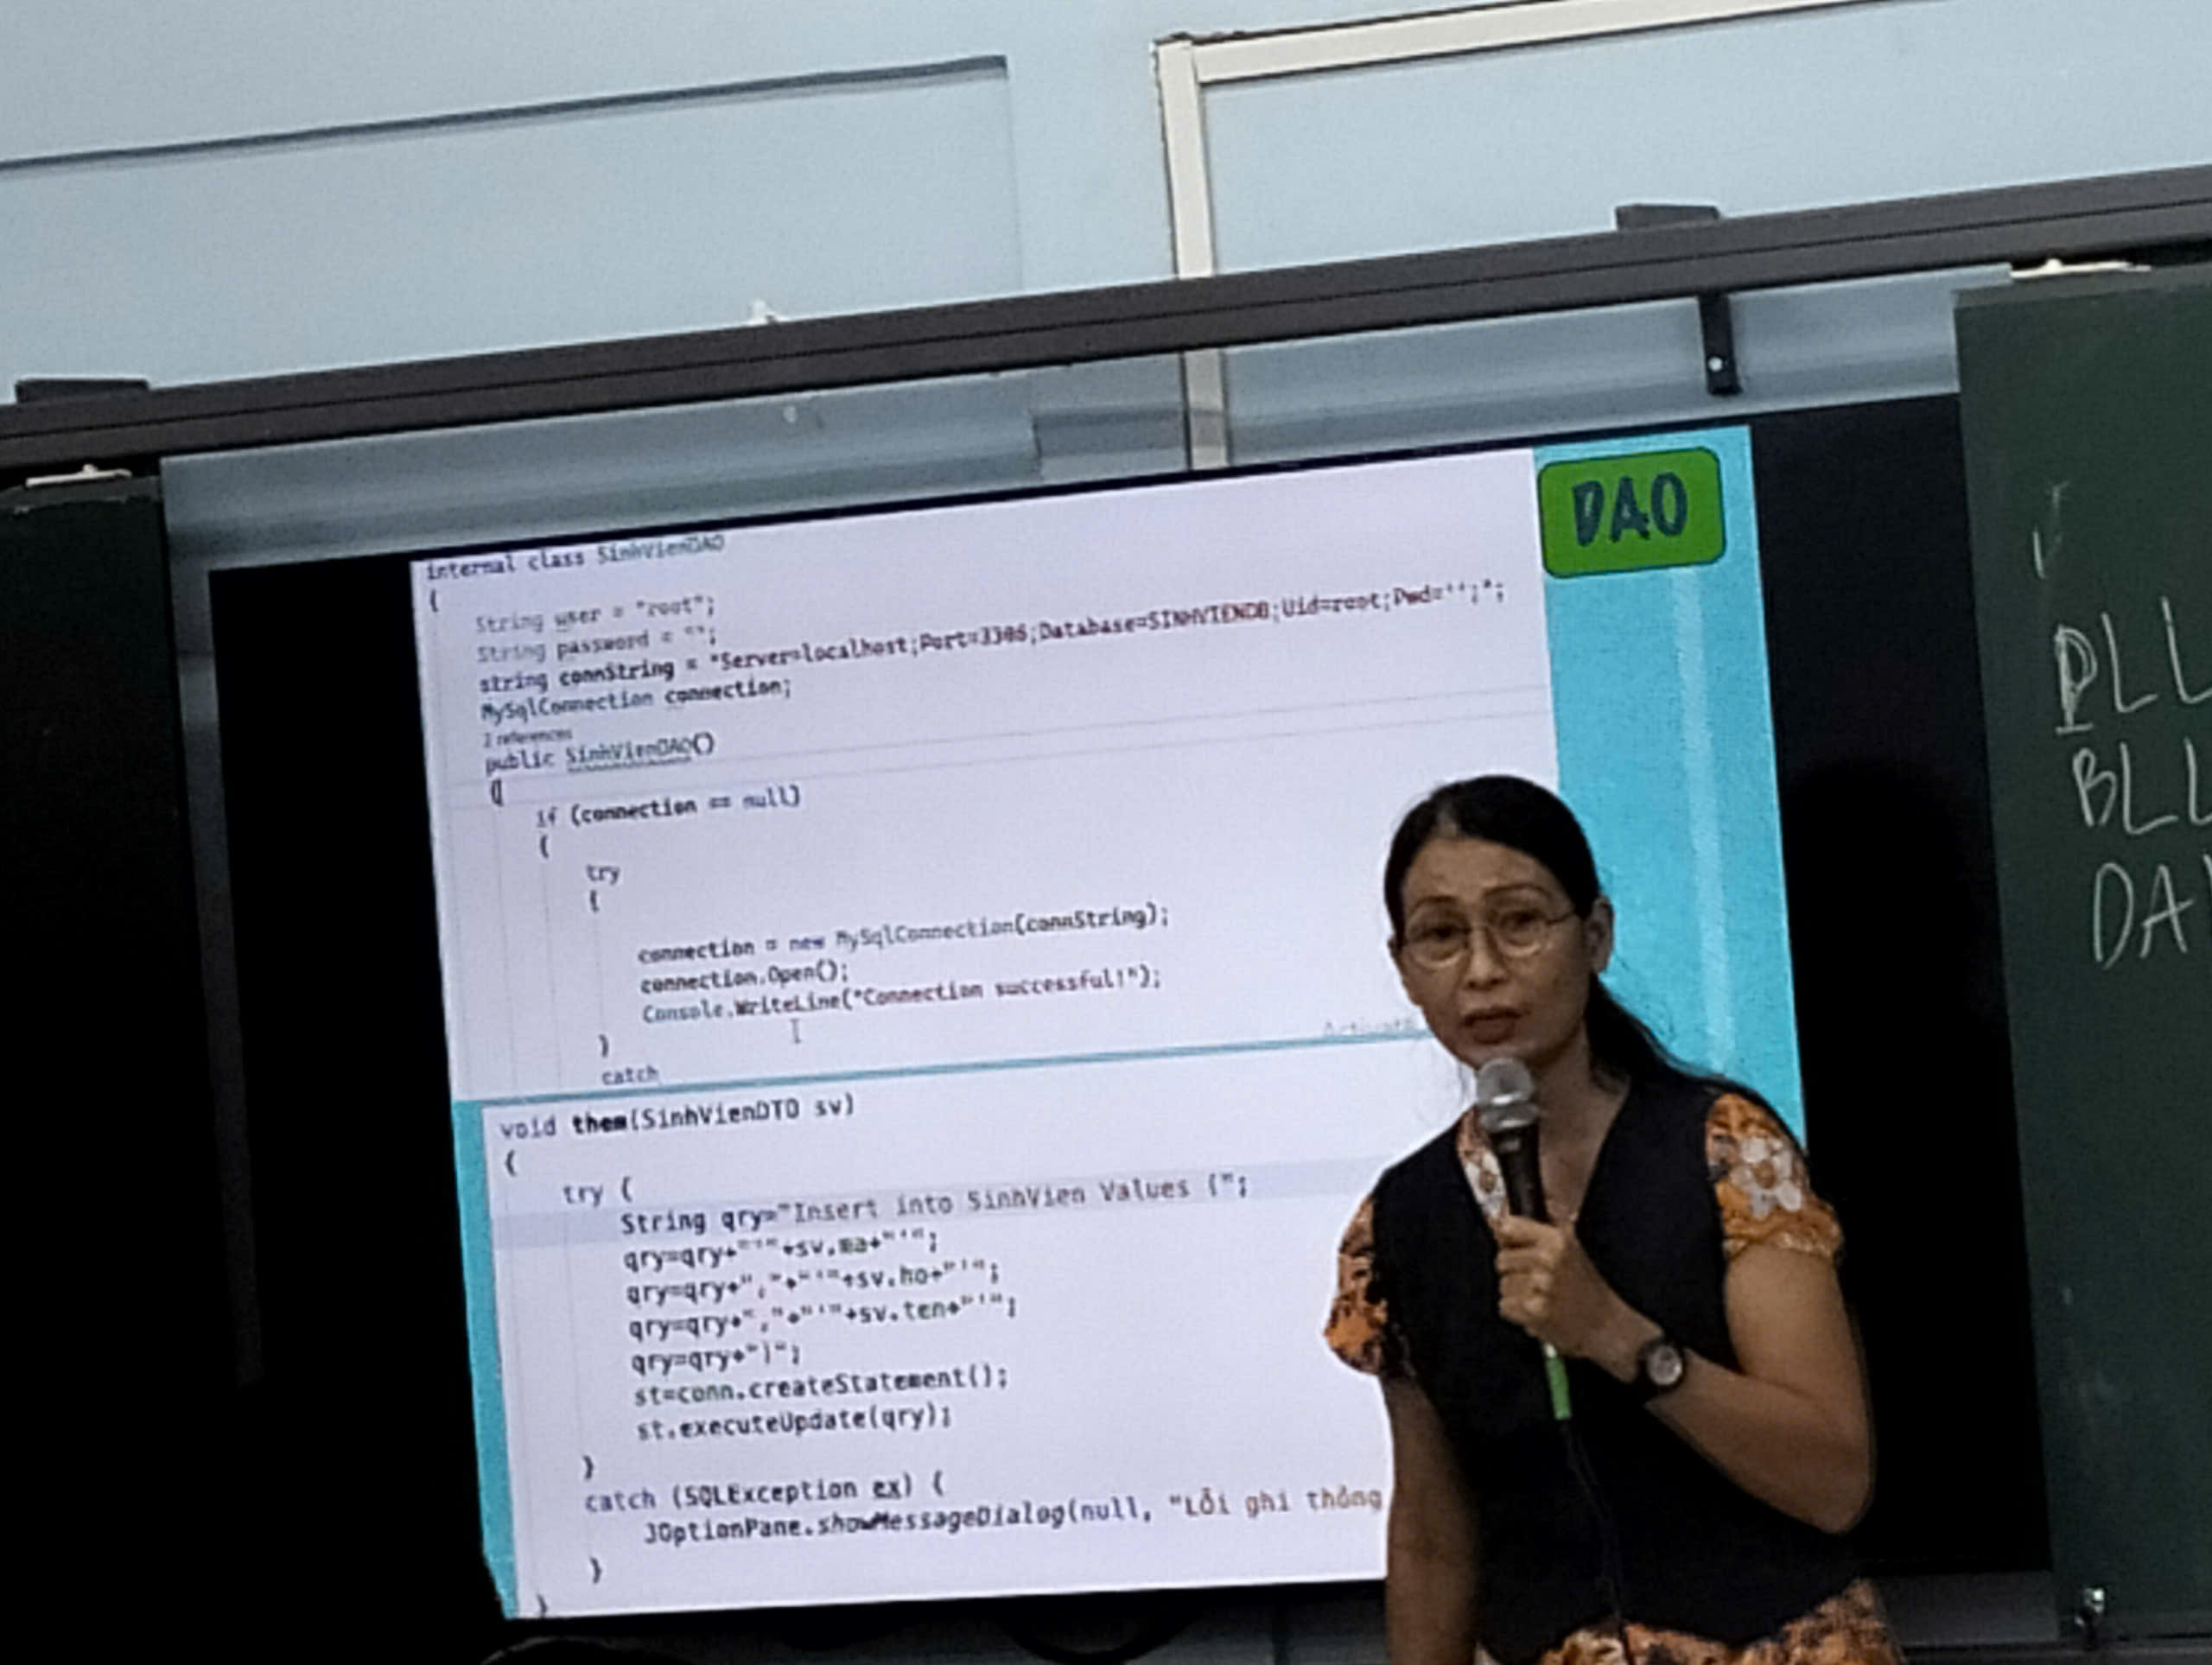 DAO
internal class SinhVienDAO
{
String user = "root";
String password = "";
string connString = "Server=localhost;Port=3306;Database=SINHVIENDB;Uid=root;Pwd='';";
MySqlConnection connection;
2 references
public SinhVienDAO()
{
if (connection == null)
{
try
{
connection = new MySqlConnection(connString);
connection.Open();
Console.WriteLine("Connection successful!");
}
catch
void them(SinhVienDTO sv)
{
try {
String qry="Insert into SinhVien Values (";
qry=qry+"'"+sv.ma+"'";
qry=qry+","+"'"+sv.ho+"'";
qry=qry+","+"'"+sv.ten+"'";
qry=qry+")";
st=conn.createStatement();
st.executeUpdate(qry);
}
catch (SQLException ex) {
JOptionPane.showMessageDialog(null, "Lỗi ghi thông
}
}
PLL
BLL
DA